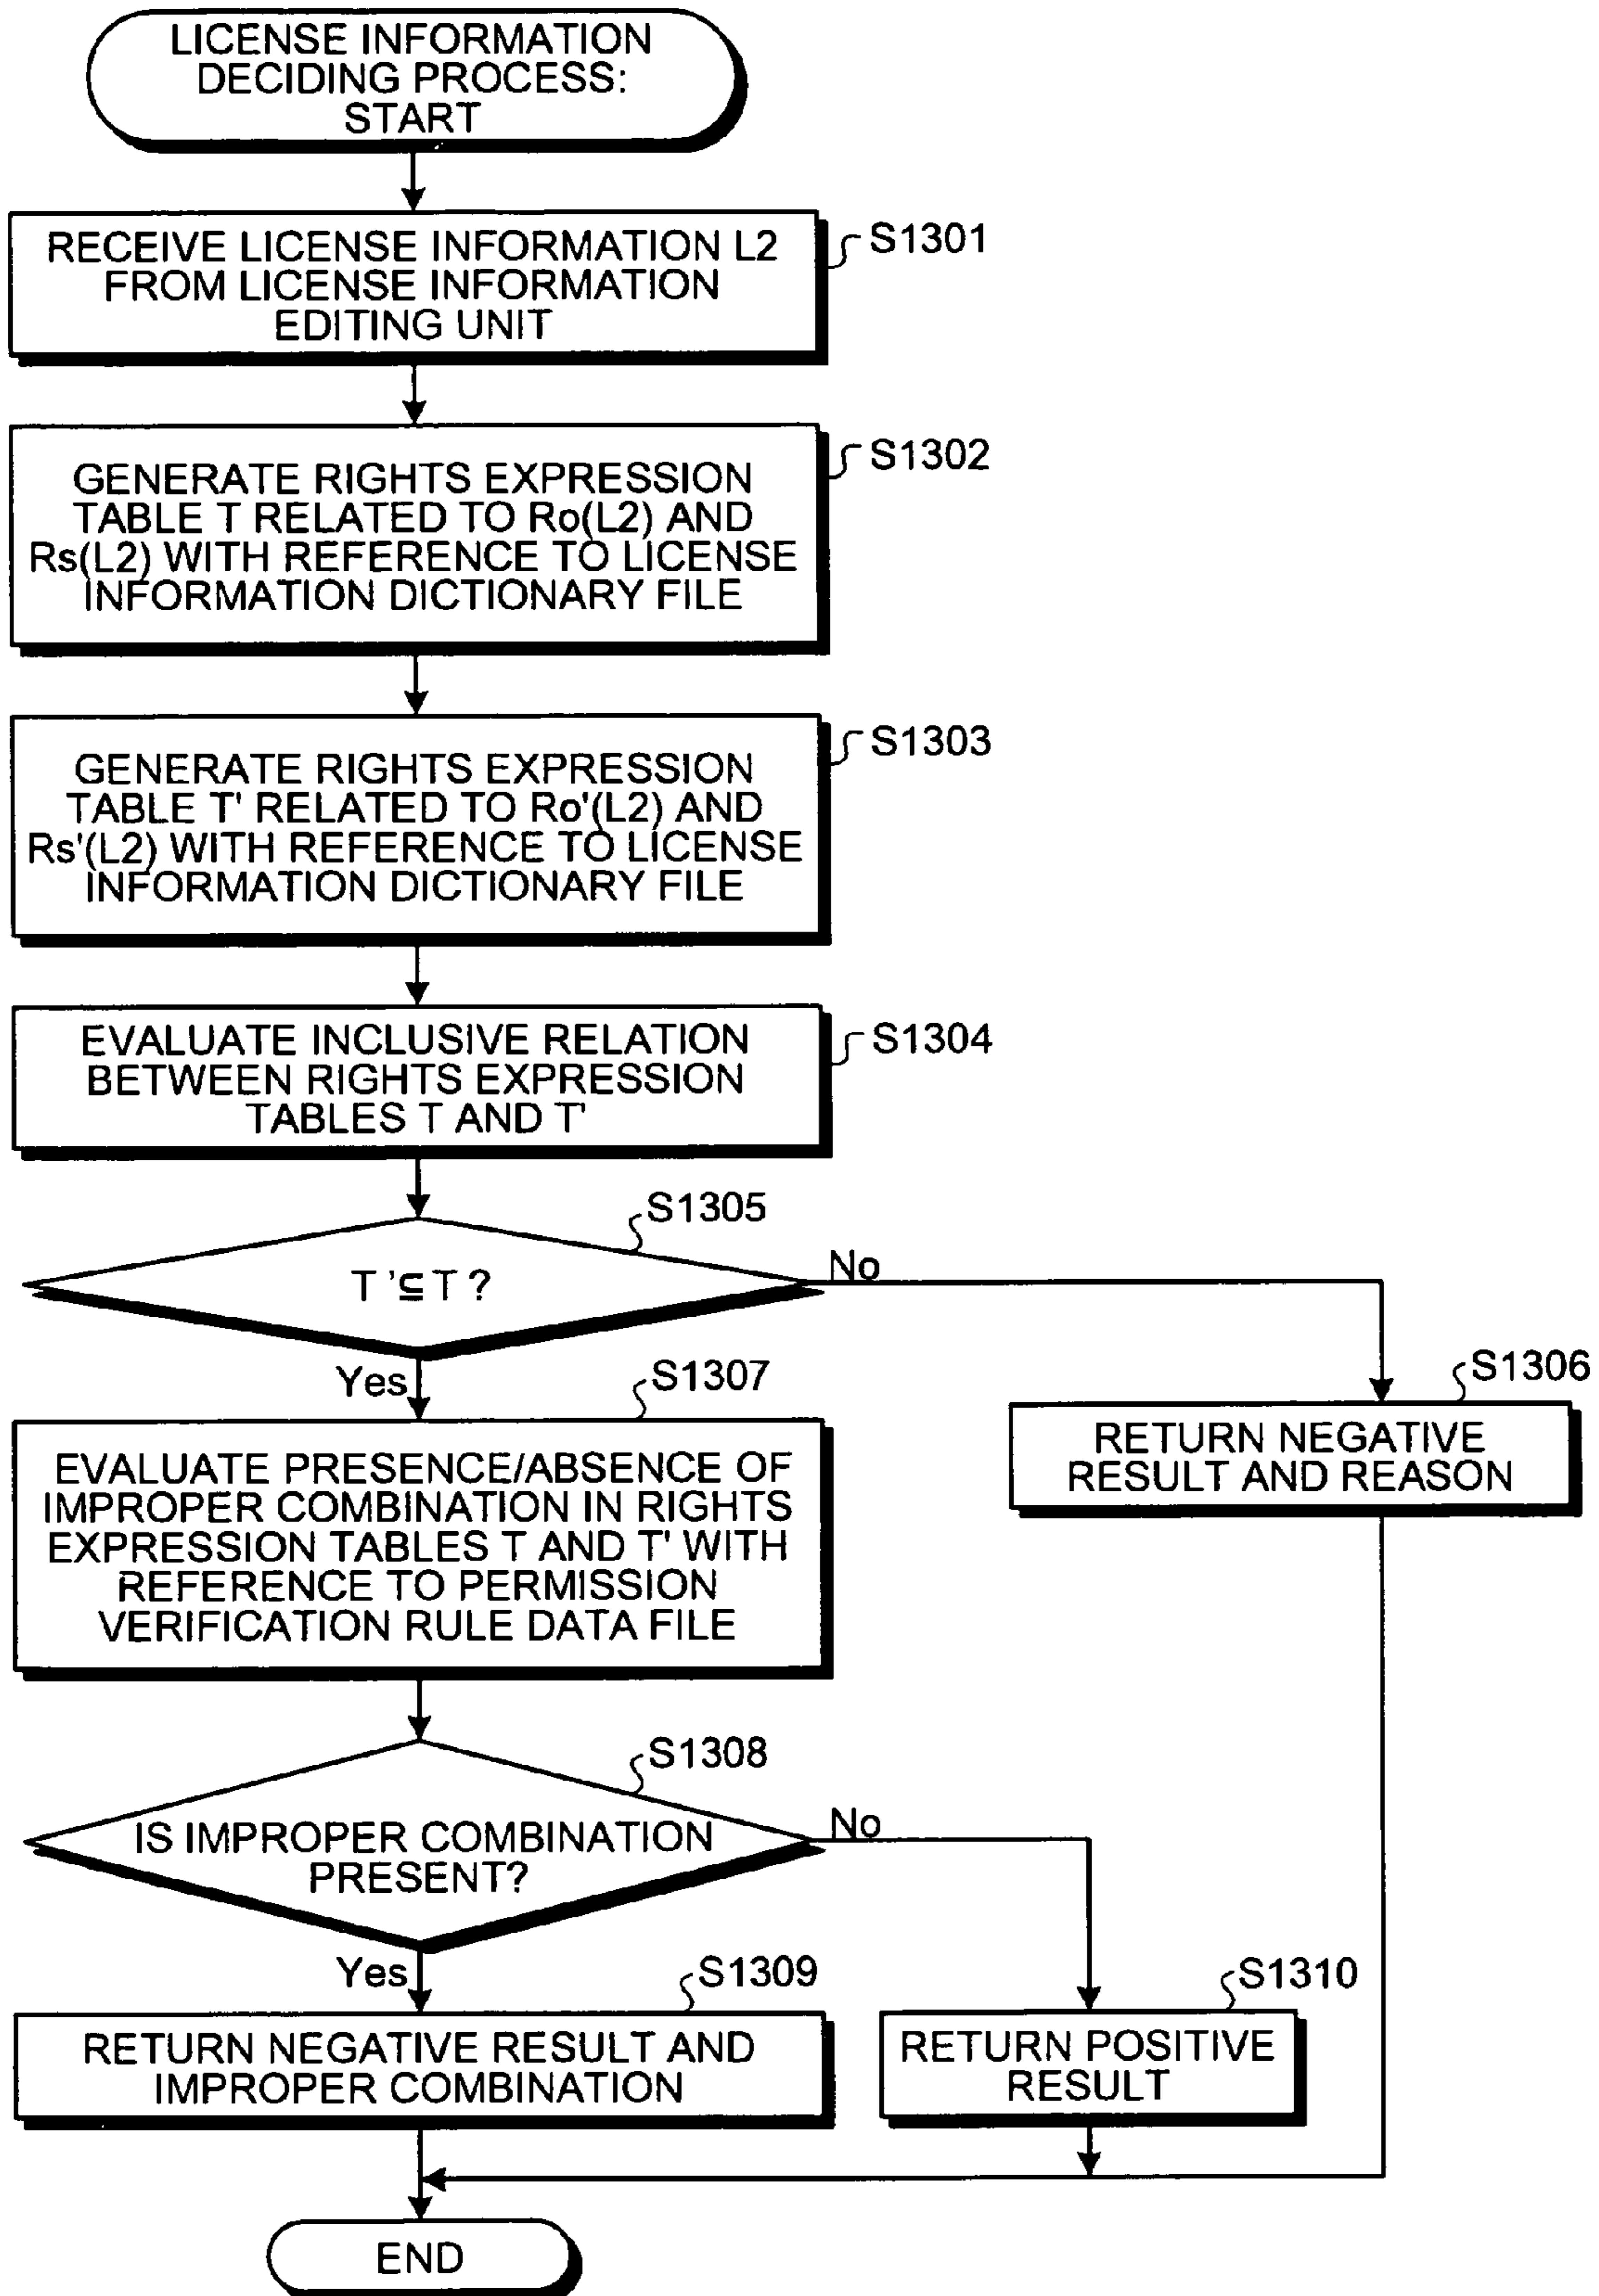 LICENSE INFORMATION
DECIDING PROCESS:
START
RECEIVE LICENSE INFORMATION L2
FROM LICENSE INFORMATION
EDITING UNIT
S1301
GENERATE RIGHTS EXPRESSION
TABLE T RELATED TO Ro(L2) AND
Rs(L2) WITH REFERENCE TO LICENSE
INFORMATION DICTIONARY FILE
S1302
GENERATE RIGHTS EXPRESSION
TABLE T' RELATED TO Ro'(L2) AND
Rs'(L2) WITH REFERENCE TO LICENSE
INFORMATION DICTIONARY FILE
S1303
EVALUATE INCLUSIVE RELATION
BETWEEN RIGHTS EXPRESSION
TABLES T AND T'
S1304
S1305
T'⊆T?
No
Yes
S1306
RETURN NEGATIVE
RESULT AND REASON
S1307
EVALUATE PRESENCE/ABSENCE OF
IMPROPER COMBINATION IN RIGHTS
EXPRESSION TABLES T AND T' WITH
REFERENCE TO PERMISSION
VERIFICATION RULE DATA FILE
S1308
IS IMPROPER COMBINATION
PRESENT?
No
Yes
S1309
RETURN NEGATIVE RESULT AND
IMPROPER COMBINATION
S1310
RETURN POSITIVE
RESULT
END